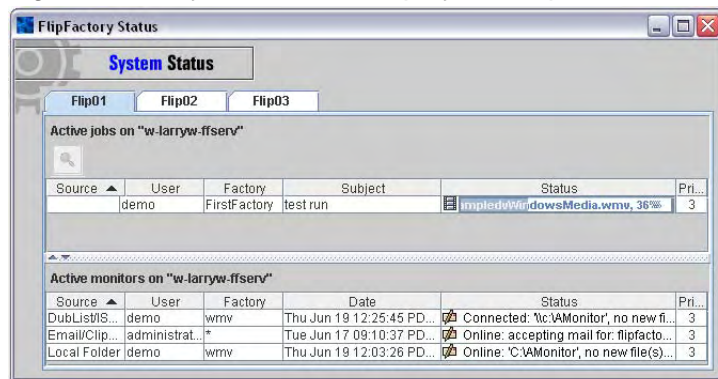 FlipFactory Status
System Status
Flip01 Flip02 Flip03
Active jobs on "w-larryw-ffserv"
Source User Factory Subject Status Pri...
demo FirstFactory test run impledvWindowsMedia.wmv, 36% 3
Active monitors on "w-larryw-ffserv"
Source User Factory Date Status Pri...
DubList/IS... demo wmv Thu Jun 19 12:25:45 PD... Connected: '\\c:\AMonitor', no new fi... 3
Email/Clip... administrat... * Tue Jun 17 09:10:37 PD... Online: accepting mail for: flipfacto... 3
Local Folder demo wmv Thu Jun 19 12:03:26 PD... Online: 'C:\AMonitor', no new file(s)... 3